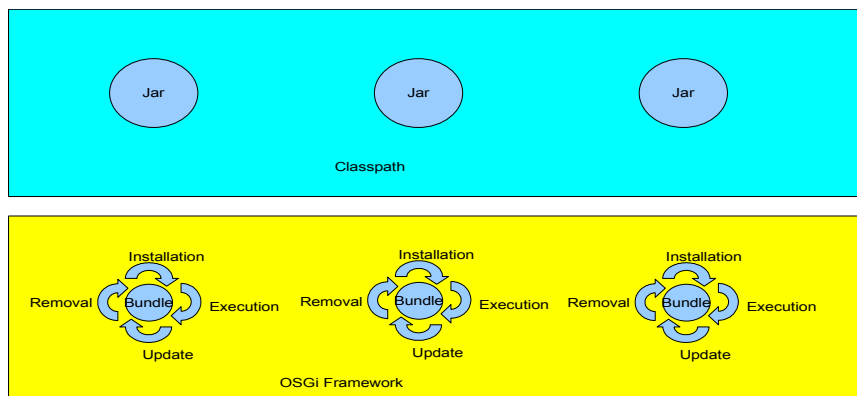 Jar
Jar
Jar
Classpath
Installation
Installation
Installation
Removal
Bundle
Execution
Removal
Bundle
Execution
Removal
Bundle
Execution
Update
Update
Update
OSGi Framework